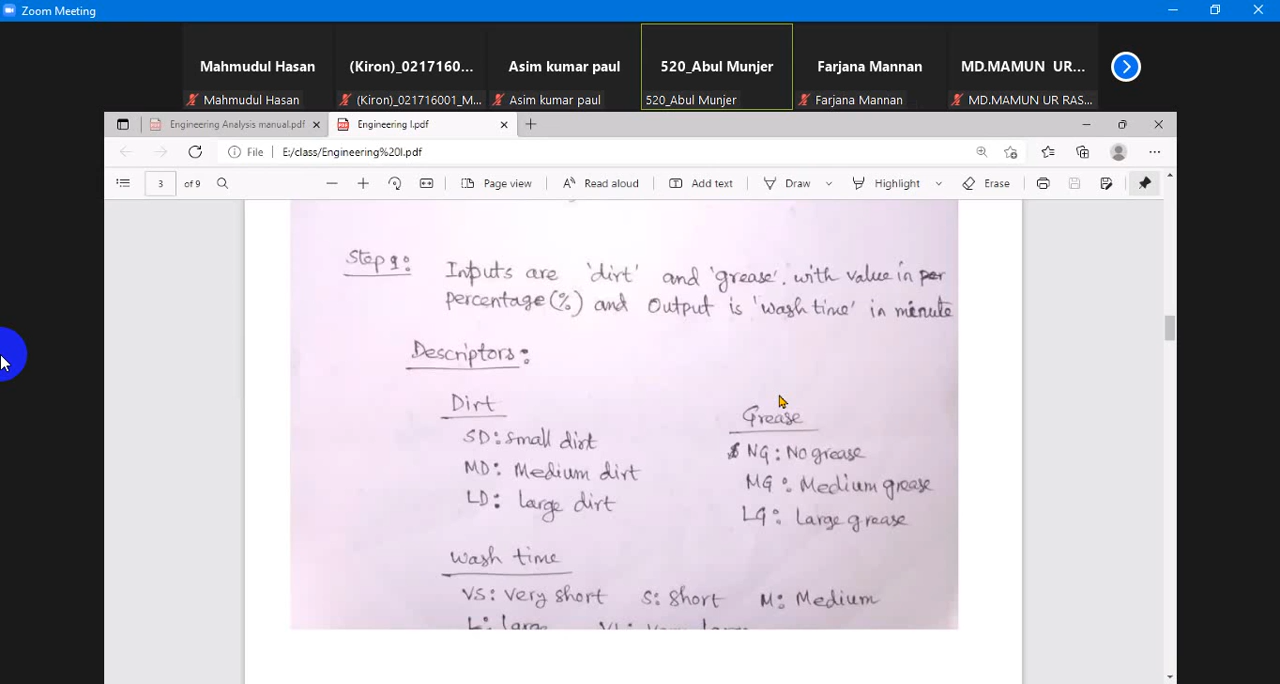 Zoom Meeting
Mahmudul Hasan
(Kiron)_0217160...
Asim kumar paul
520_Abul Munjer
Farjana Mannan
MD.MAMUN UR...
Mahmudul Hasan
(Kiron)_021716001_M...
Asim kumar paul
520_Abul Munjer
Farjana Mannan
MD.MAMUN UR RAS...
Engineering Analysis manual.pdf
Engineering I.pdf
File
E:/class/Engineering%20I.pdf
3
of 9
Page view
Read aloud
Add text
Draw
Highlight
Erase
Step 1: Inputs are 'dirt' and 'grease'. with value in per
percentage (%) and Output is 'wash time' in minute
Descriptors:
Dirt
SD: Small dirt
MD: Medium dirt
LD: large dirt
Grease
NG: No grease
MG: Medium grease
LG: Large grease
Wash time
VS: Very short S: Short M: Medium
L: large VL: Very large